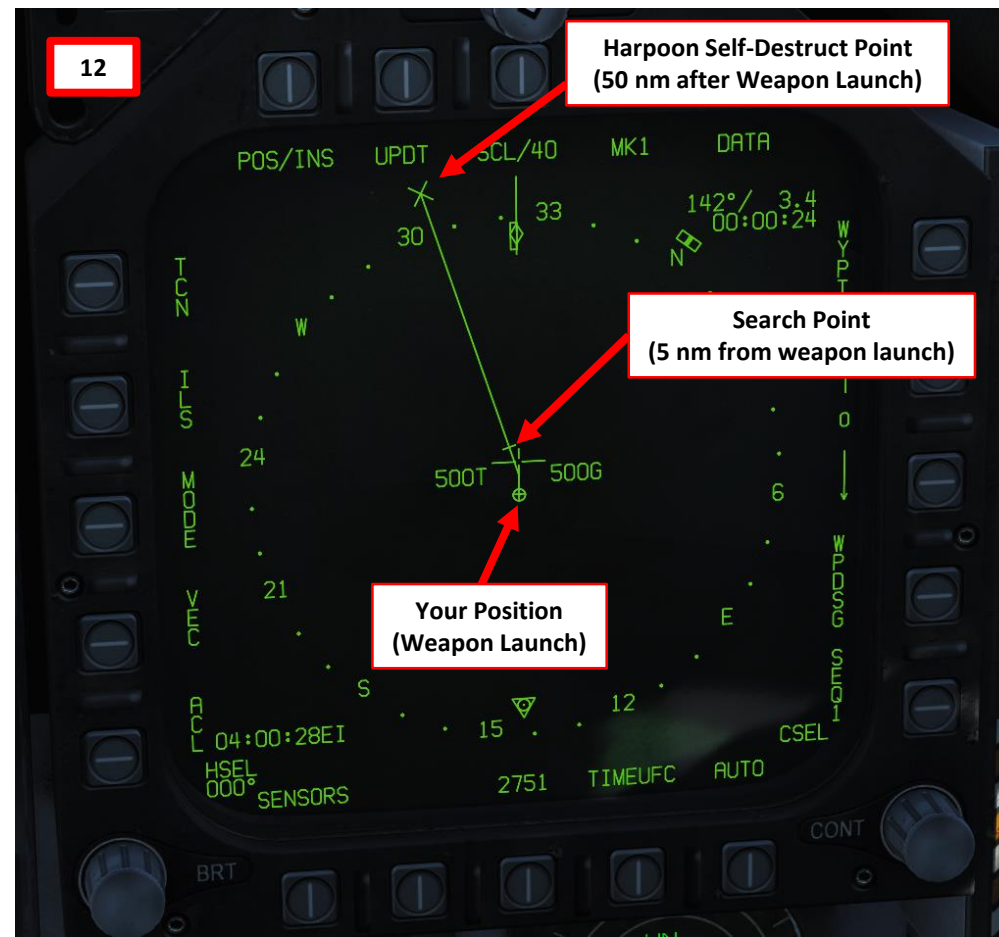 12
Harpoon Self-Destruct Point
(50 nm after Weapon Launch)
POS/INS UPDT SCL/40 MK1 DATA
142°/ 3.4
00:00:24
30 33 N
W
TCN
ILS
MODE
VEC
ACL
WYPT
Search Point
(5 nm from weapon launch)
0
24
500T 500G
6
WPDSG
SEQ1
21
Your Position
(Weapon Launch)
E
S
15 12
04:00:28EI
CSEL
HSEL
000°
SENSORS 2751 TIMEUFC AUTO
BRT
CONT